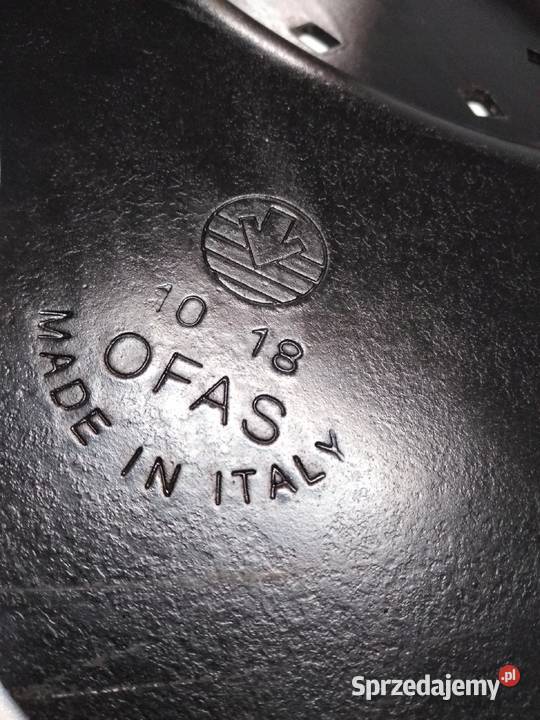 10 18
OFAS
MADE IN ITALY
Sprzedajemy.pl